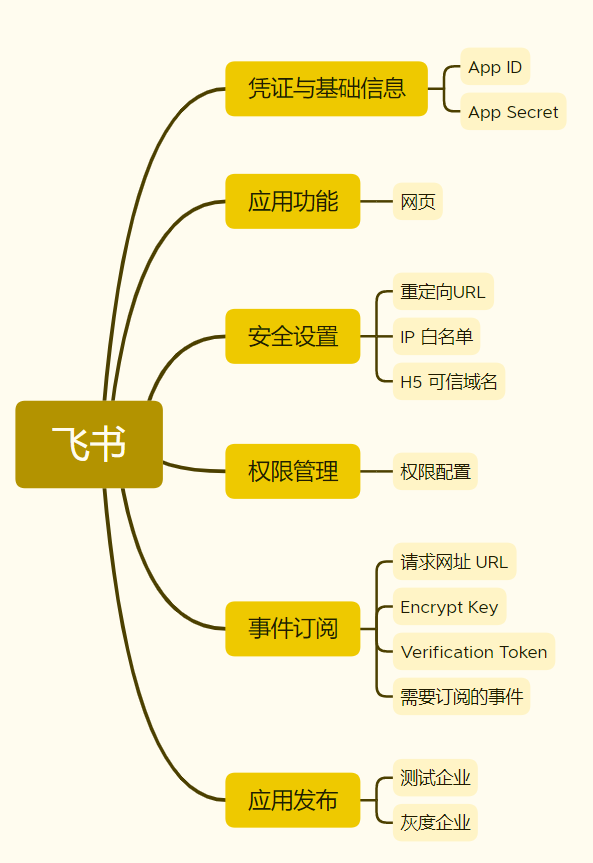 飞书
凭证与基础信息
App ID
App Secret
应用功能
网页
安全设置
重定向URL
IP 白名单
H5 可信域名
权限管理
权限配置
事件订阅
请求网址 URL
Encrypt Key
Verification Token
需要订阅的事件
应用发布
测试企业
灰度企业